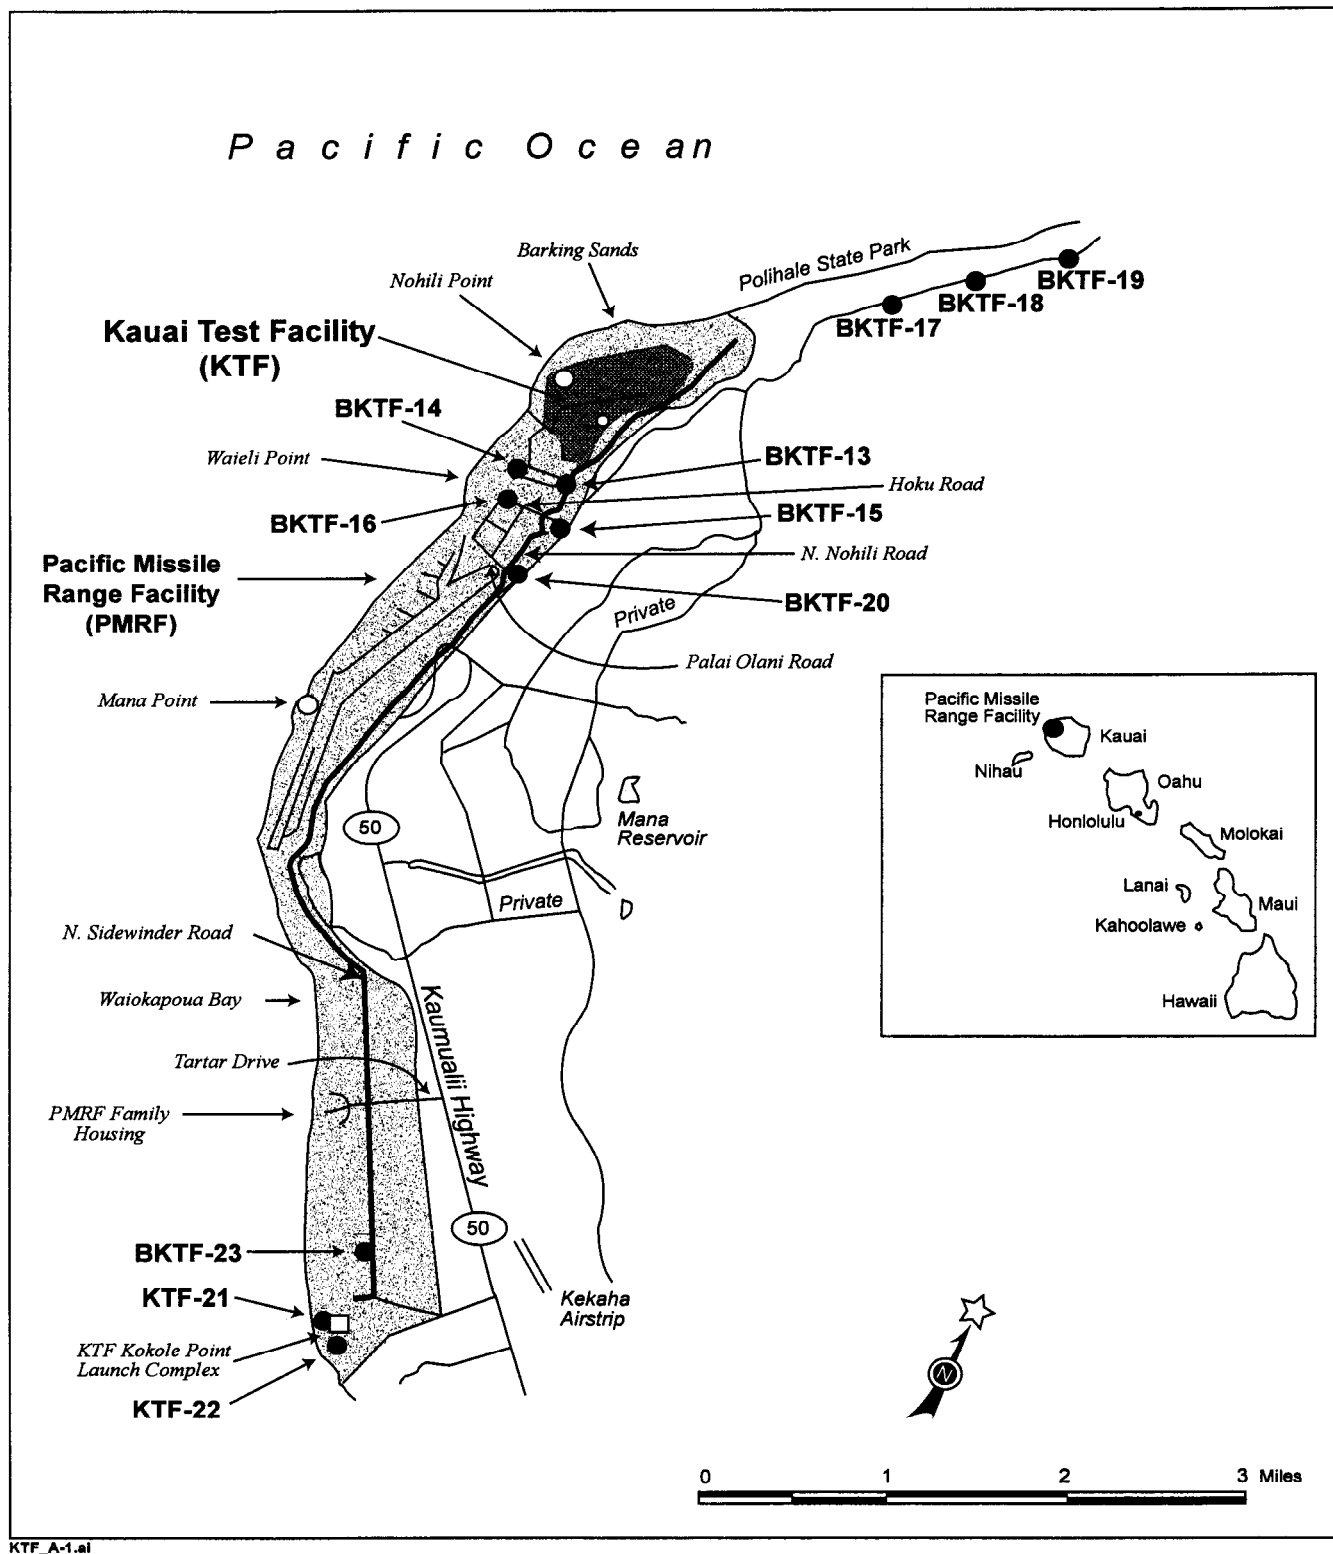 Pacific Ocean
Barking Sands
Nohili Point
Polihale State Park
BKTF-19
BKTF-18
BKTF-17
Kauai Test Facility
(KTF)
BKTF-14
Waieli Point
BKTF-13
Hoku Road
BKTF-16
BKTF-15
N. Nohili Road
Pacific Missile
Range Facility
(PMRF)
BKTF-20
Private
Palai Olani Road
Mana Point
Pacific Missile
Range Facility
Kauai
Nihau
Oahu
Honlolulu
Molokai
Lanai
Maui
Kahoolawe
Hawaii
50
Mana
Reservoir
Private
N. Sidewinder Road
Waiokapoua Bay
Kaumualii Highway
Tartar Drive
PMRF Family
Housing
50
BKTF-23
KTF-21
Kekaha
Airstrip
KTF Kokole Point
Launch Complex
KTF-22
N
0 1 2 3 Miles
KTF_A-1.ai